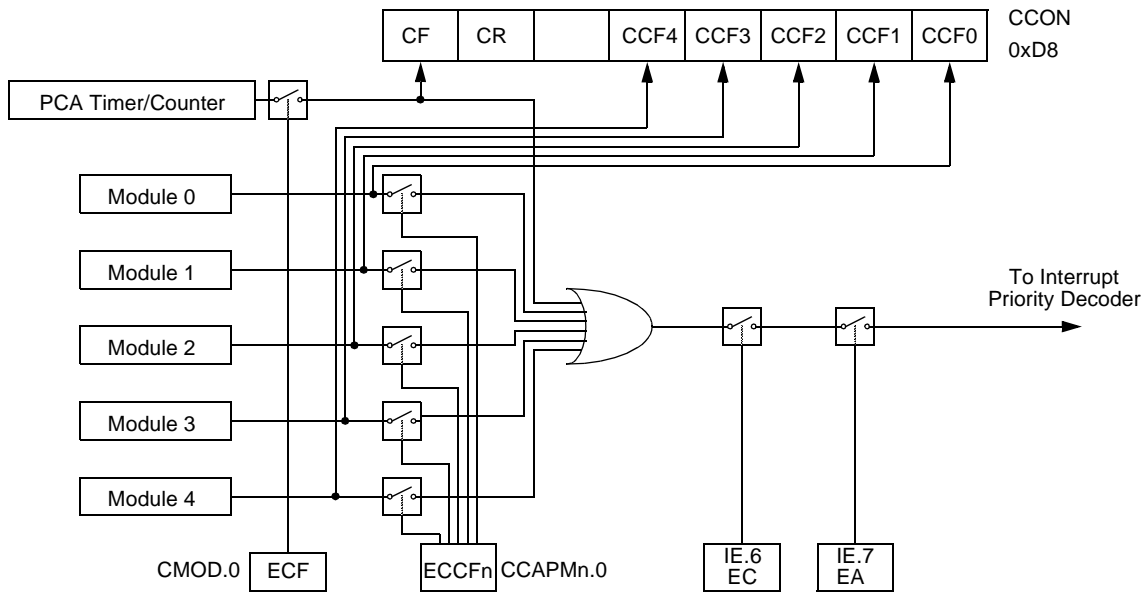 CF CR CCF4 CCF3 CCF2 CCF1 CCF0
CCON
0xD8
PCA Timer/Counter
Module 0
Module 1
Module 2
Module 3
Module 4
To Interrupt
Priority Decoder
CMOD.0 ECF
ECCFn CCAPMn.0
IE.6
EC
IE.7
EA